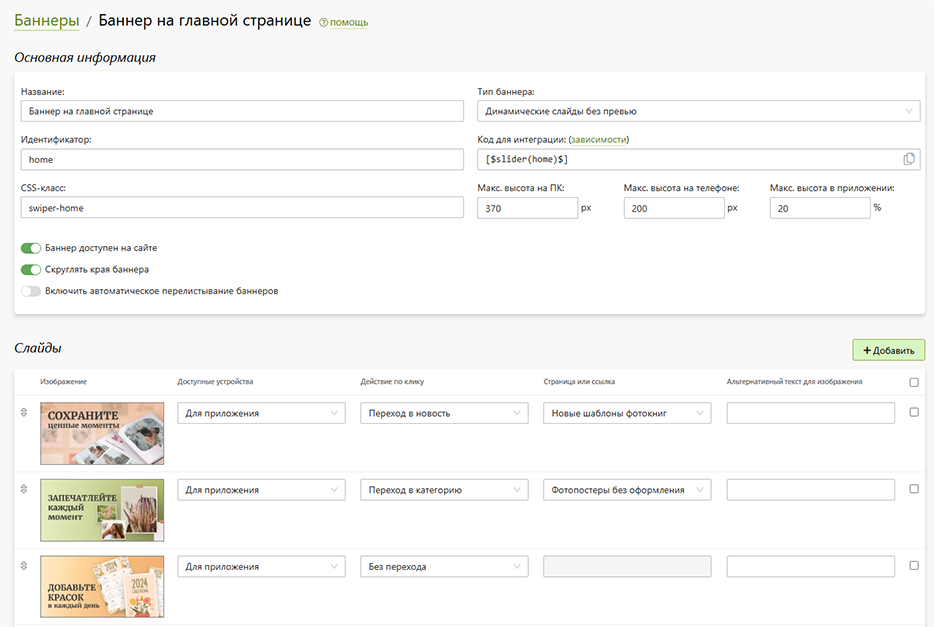 Баннеры / Баннер на главной странице ? помощь
Основная информация
Название:
Баннер на главной странице
Тип баннера:
Динамические слайды без превью
Идентификатор:
home
Код для интеграции: (зависимости)
[$slider(home)$]
CSS-класс:
swiper-home
Макс. высота на ПК:
370 px
Макс. высота на телефоне:
200 px
Макс. высота в приложении:
20 %
Баннер доступен на сайте
Скруглять края баннера
Включить автоматическое перелистывание баннеров
Слайды
+ Добавить
Изображение Доступные устройства Действие по клику Страница или ссылка Альтернативный текст для изображения
СОХРАНИТЕ
ценные моменты
Для приложения Переход в новость Новые шаблоны фотокниг
ЗАПЕЧАТЛЕЙТЕ
каждый
момент
Для приложения Переход в категорию Фотопостеры без оформления
ДОБАВЬТЕ
КРАСОК
в каждый день
2024
2024
Для приложения Без перехода